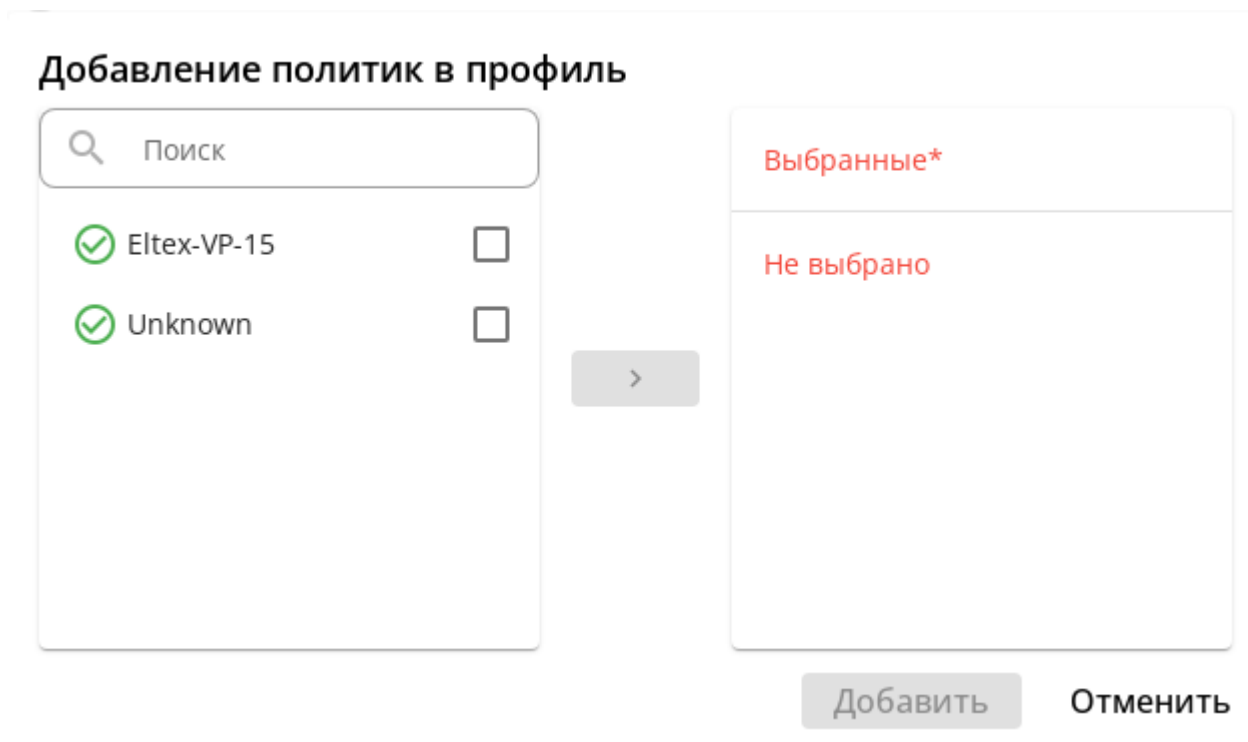 Добавление политик в профиль
Поиск
Eltex-VP-15
Unknown
Выбранные*
Не выбрано
Добавить
Отменить